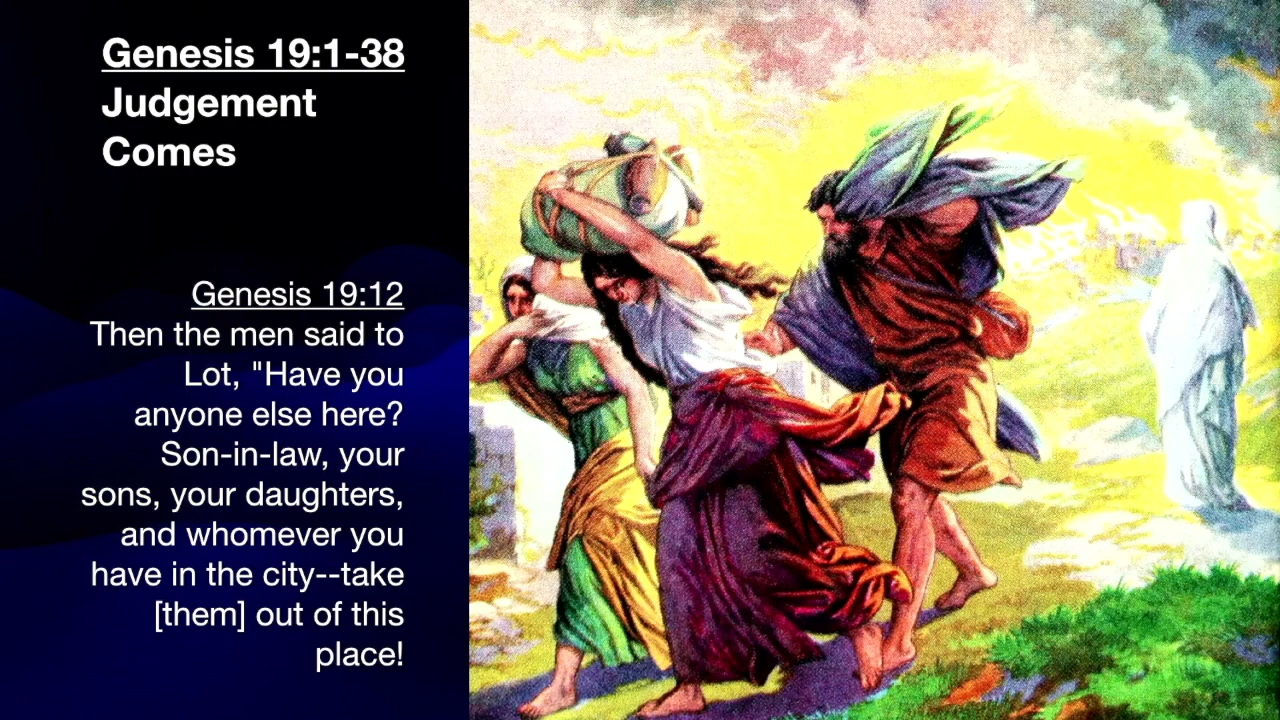 Genesis 19:1-38
Judgement
Comes
Genesis 19:12
Then the men said to
Lot, "Have you
anyone else here?
Son-in-law, your
sons, your daughters,
and whomever you
have in the city--take
[them] out of this
place!